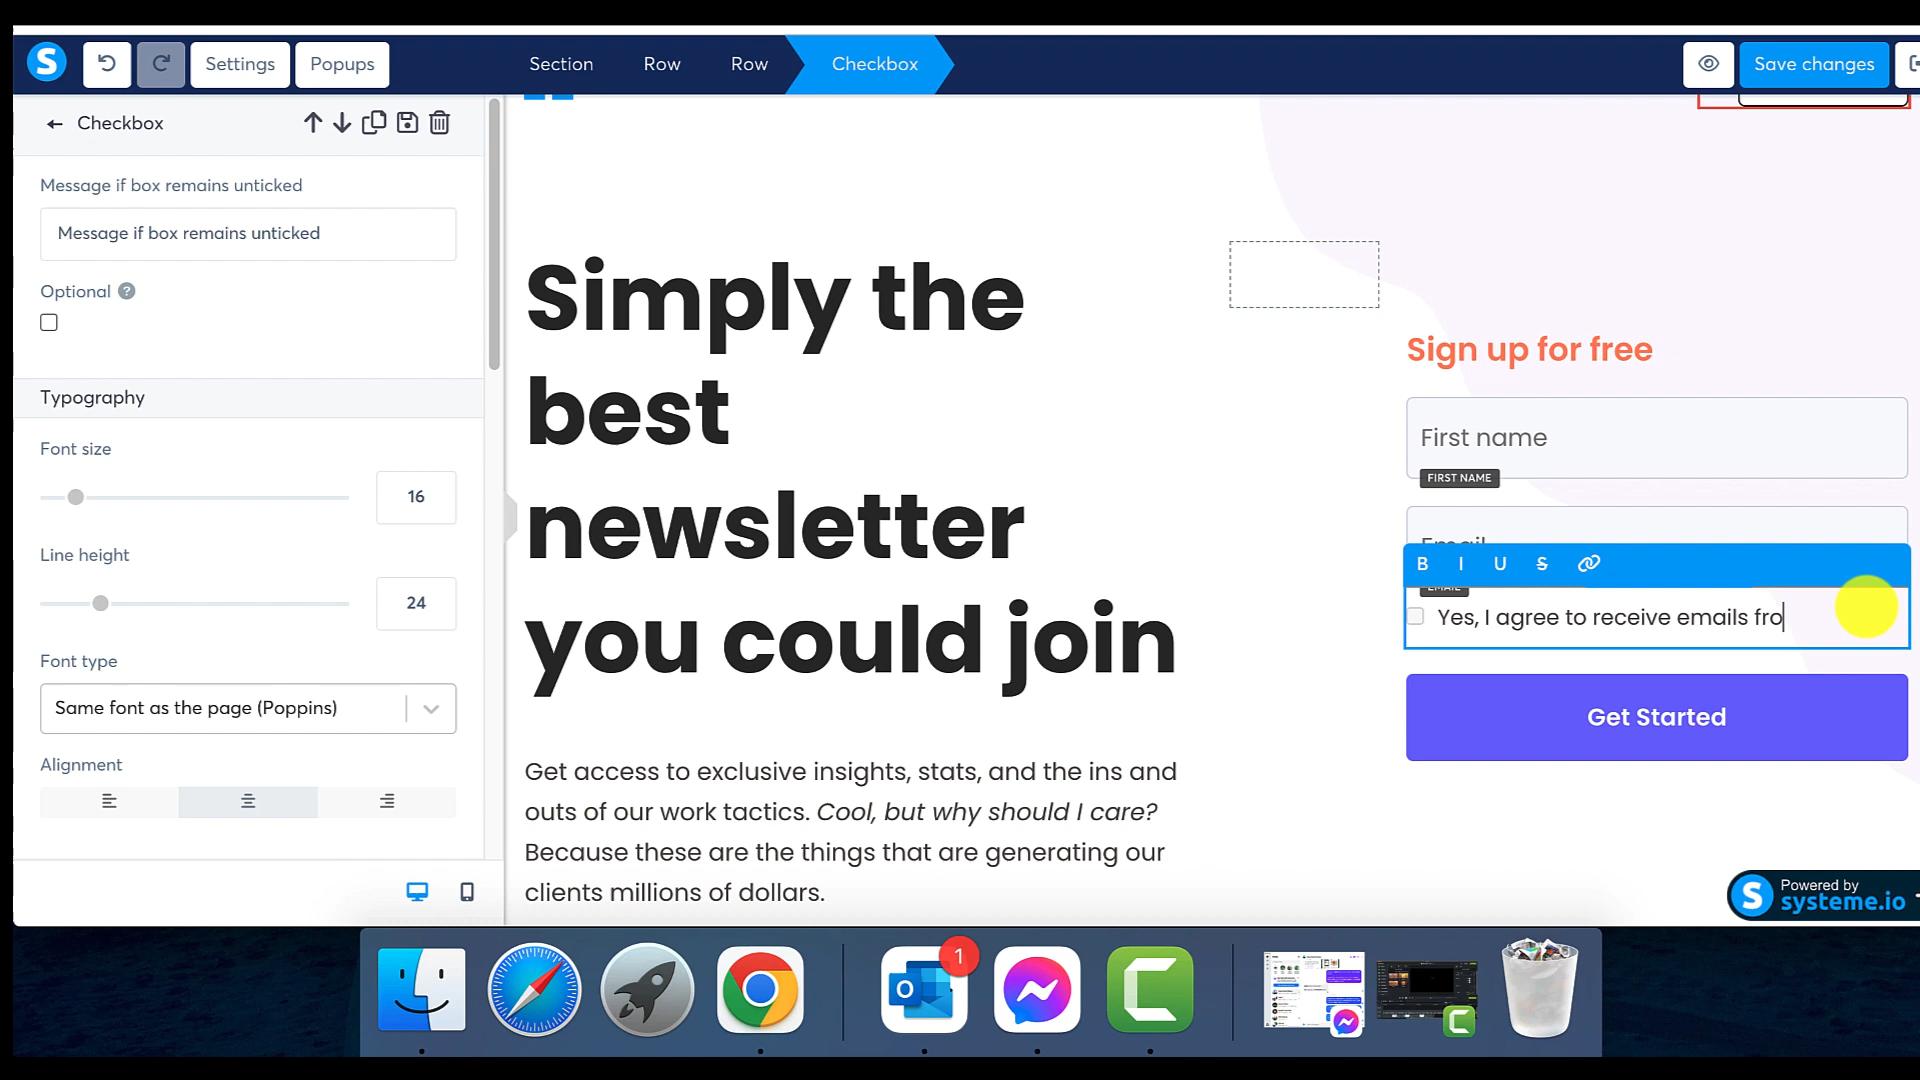 S
Settings
Popups
Section
Row
Row
Checkbox
Save changes
Checkbox
Message if box remains unticked
Message if box remains unticked
Optional ?
Typography
Font size
16
Line height
24
Font type
Same font as the page (Poppins)
Alignment
Simply the
best
newsletter
you could join
Get access to exclusive insights, stats, and the ins and
outs of our work tactics. Cool, but why should I care?
Because these are the things that are generating our
clients millions of dollars.
Sign up for free
First name
FIRST NAME
Email
B I U S
EMAIL
Yes, I agree to receive emails fro
Get Started
S
Powered by
systeme.io
1